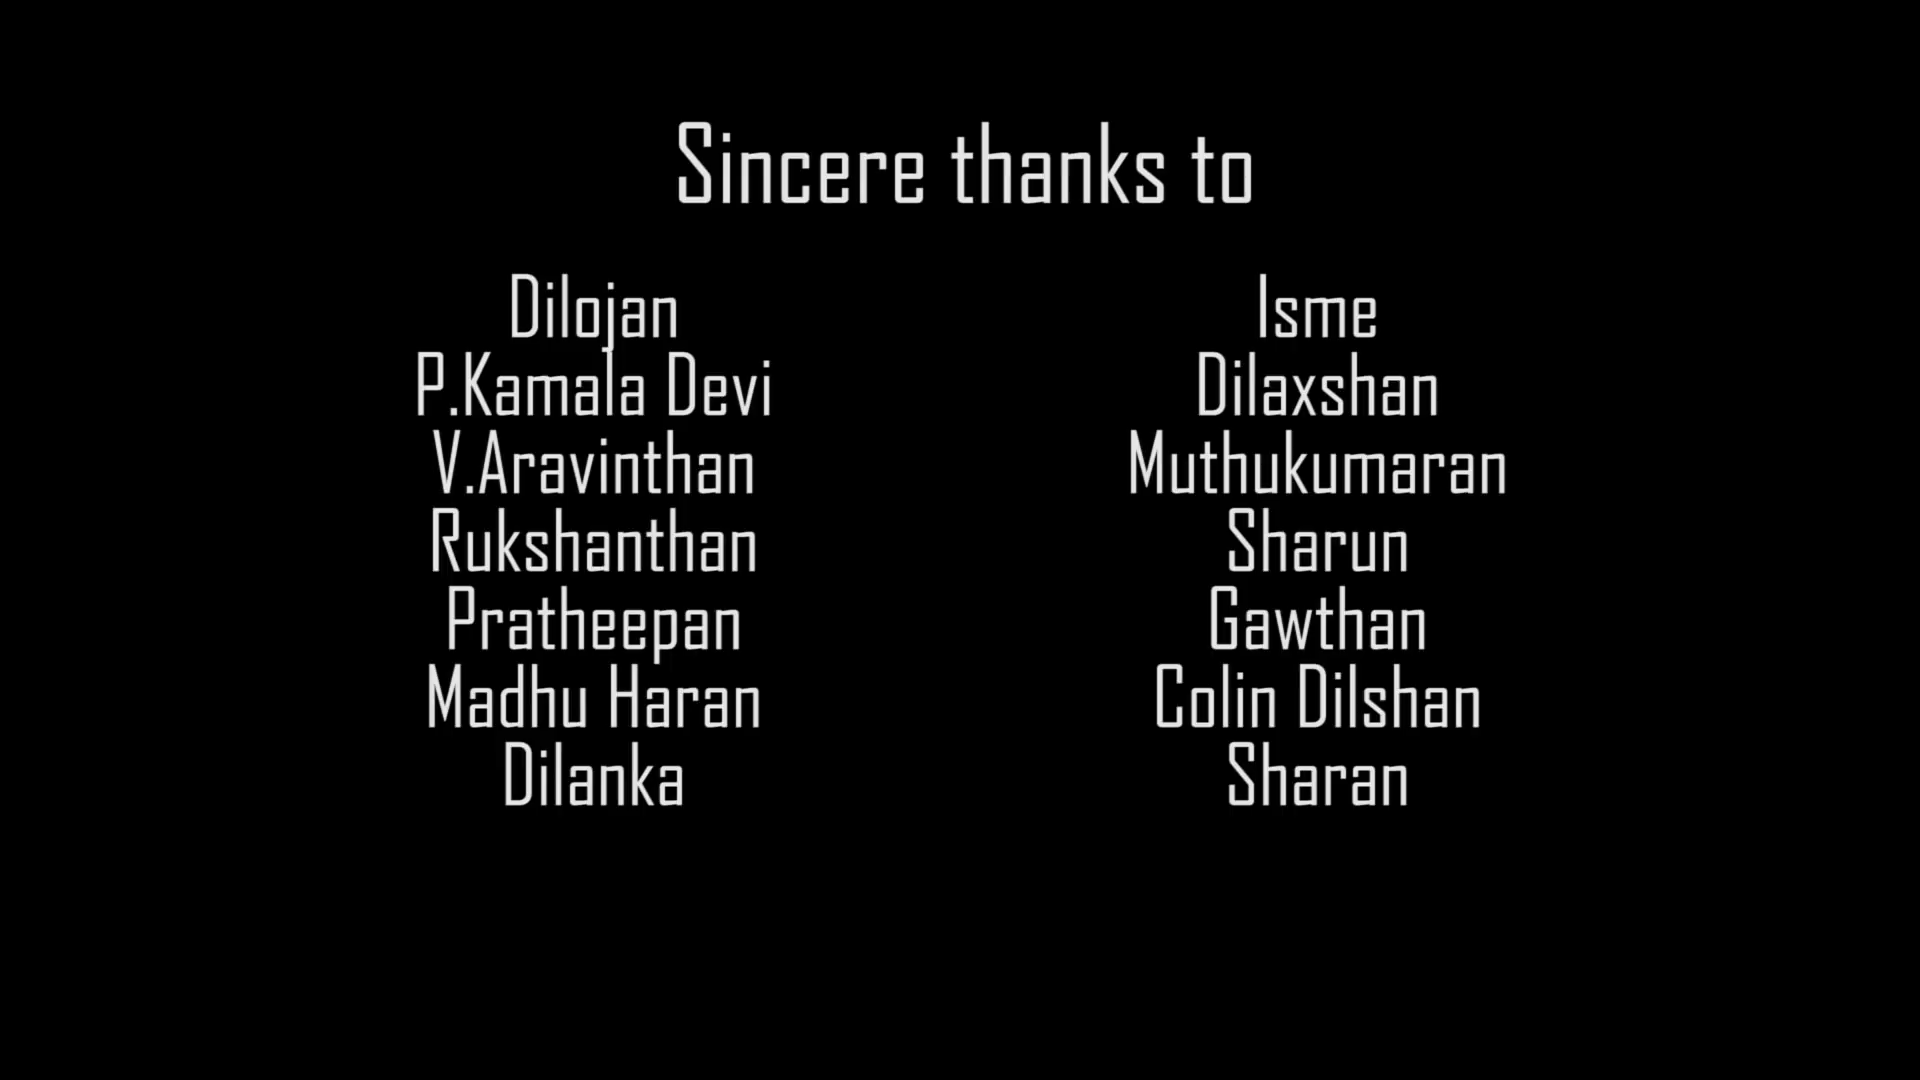 Sincere thanks to
Dilojan
P.Kamala Devi
V.Aravinthan
Rukshanthan
Pratheepan
Madhu Haran
Dilanka
Isme
Dilaxshan
Muthukumaran
Sharun
Gawthan
Colin Dilshan
Sharan